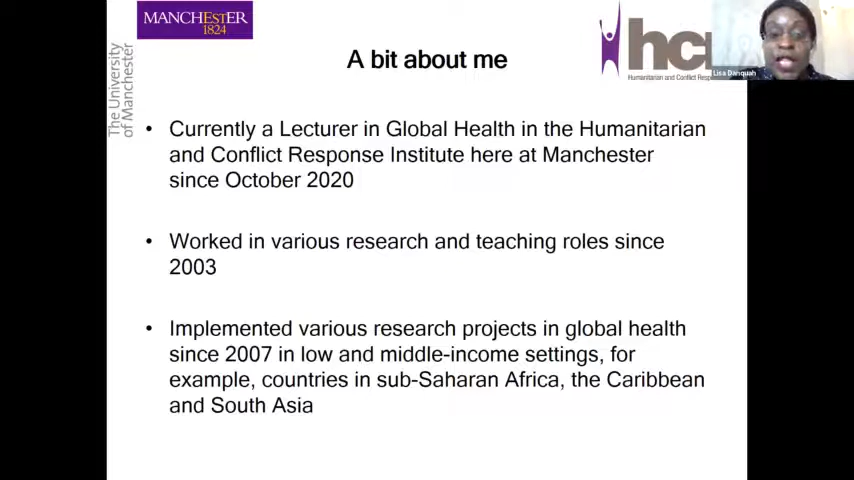 MANCHESTER
1824
The University
of Manchester
A bit about me
hc
Humanitarian and Conflict
Lisa Danquah
• Currently a Lecturer in Global Health in the Humanitarian
and Conflict Response Institute here at Manchester
since October 2020
• Worked in various research and teaching roles since
2003
• Implemented various research projects in global health
since 2007 in low and middle-income settings, for
example, countries in sub-Saharan Africa, the Caribbean
and South Asia